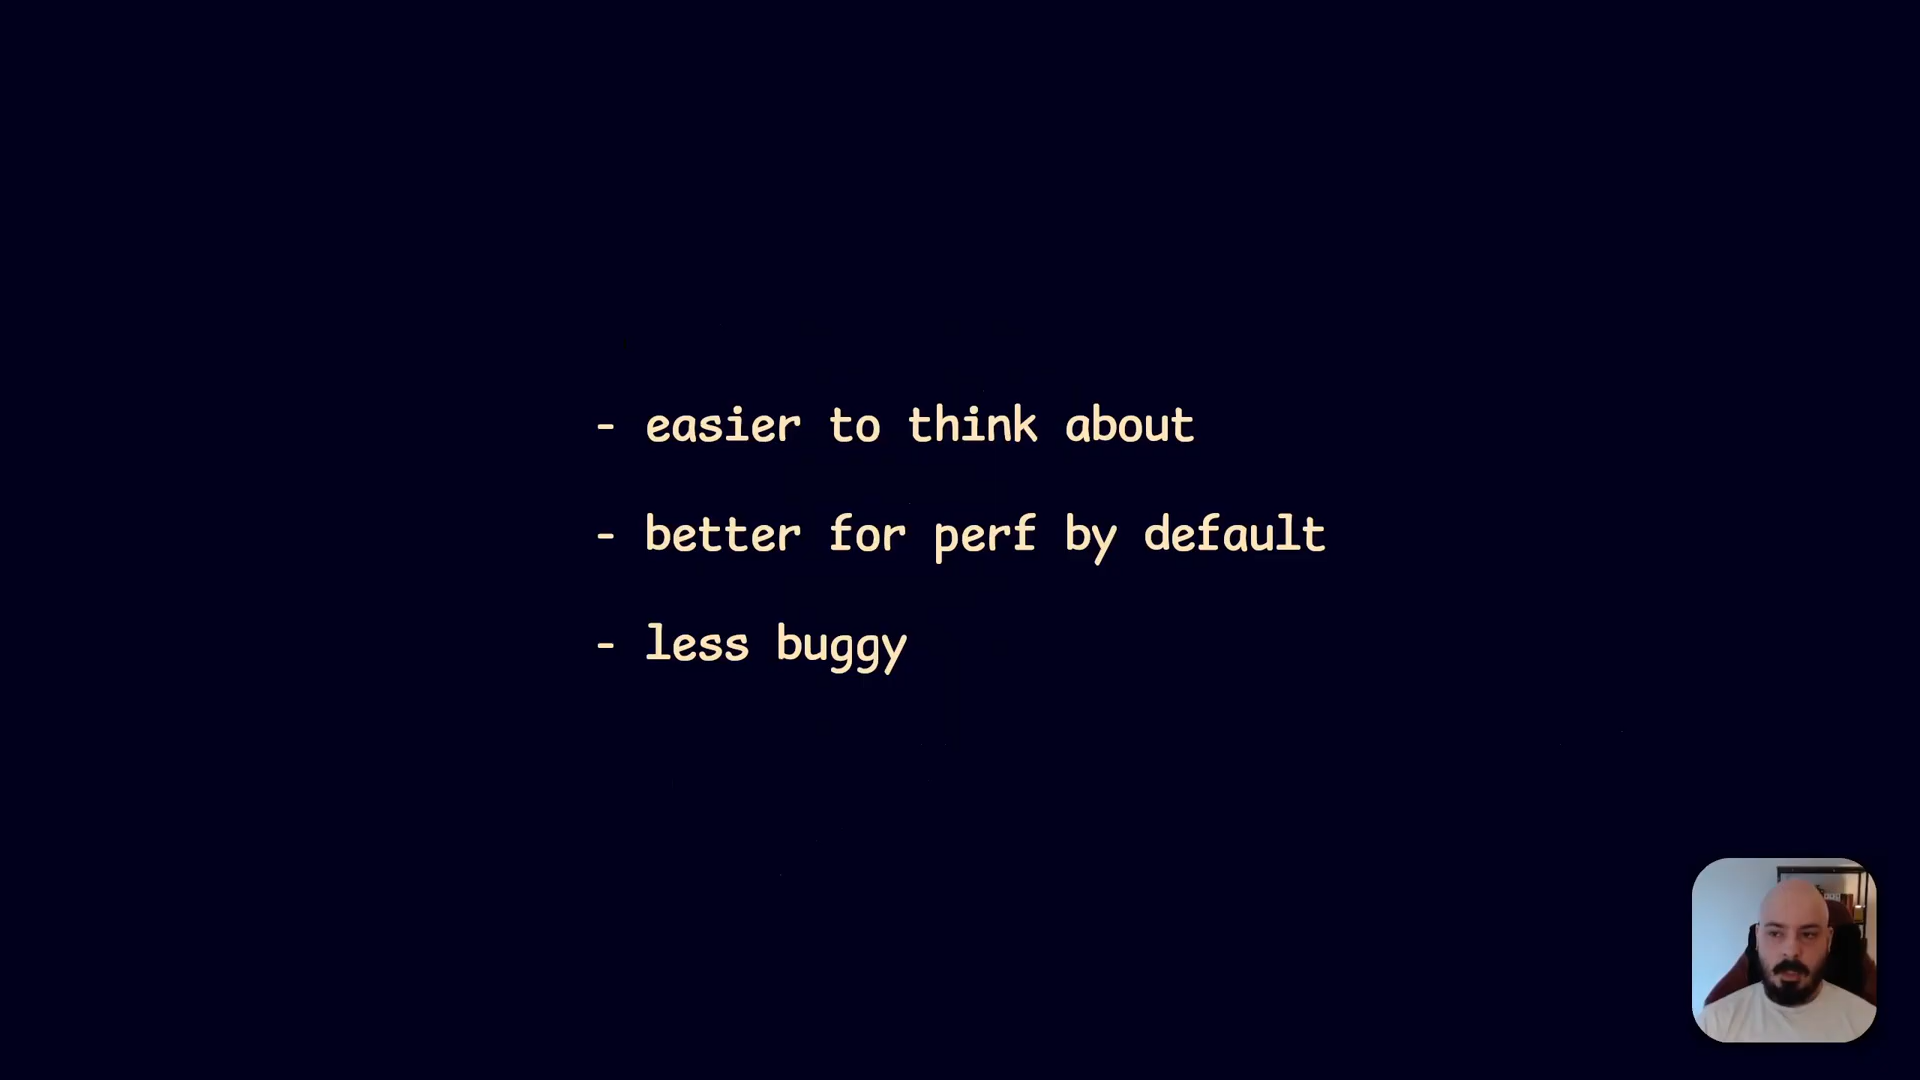 - easier to think about
- better for perf by default
- less buggy